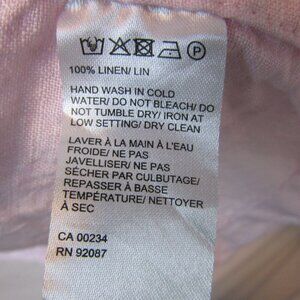 P
100% LINEN/ LIN
HAND WASH IN COLD
WATER/ DO NOT BLEACH/ DO
NOT TUMBLE DRY/ IRON AT
LOW SETTING/ DRY CLEAN
LAVER À LA MAIN À L'EAU
FROIDE/ NE PAS
JAVELLISER/ NE PAS
SÉCHER PAR CULBUTAGE/
REPASSER À BASSE
TEMPÉRATURE/ NETTOYER
À SEC
CA 00234
RN 92087